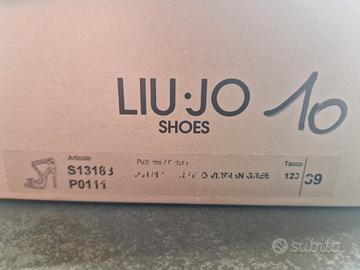 LIU·JO
SHOES
10
Articolo
Tacco
S13183
120
39
P0111
subito